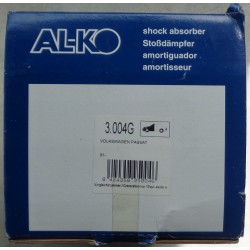 AL-KO
shock absorber
Stoßdämpfer
amortiguador
amortisseur
3.004G
VOLKSWAGEN PASSAT